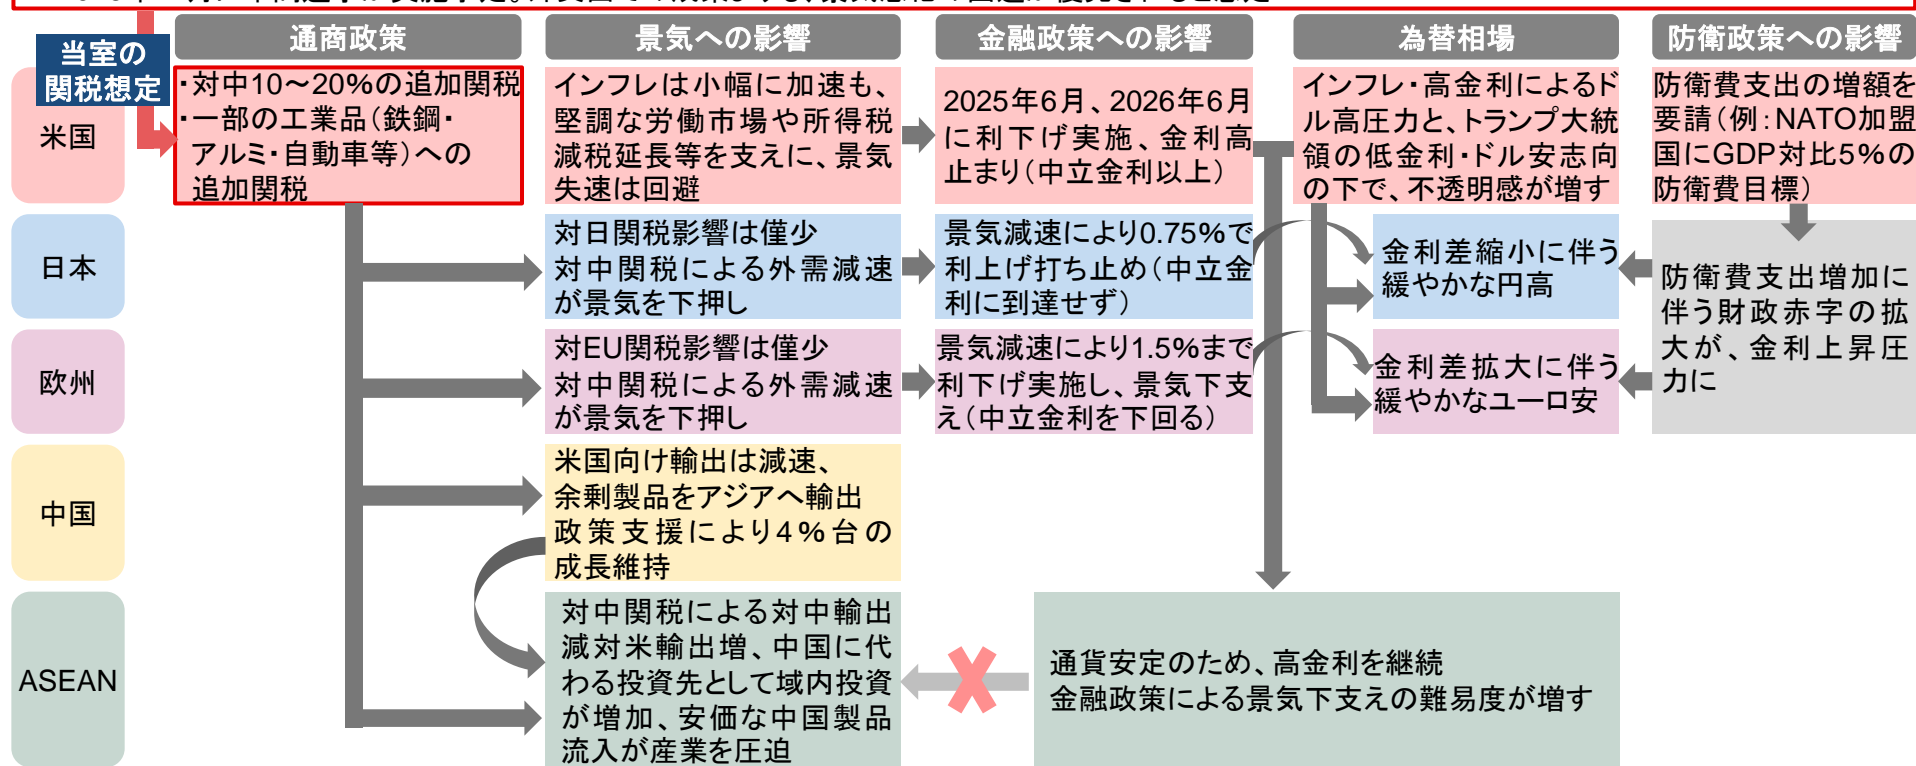 当室の
関税想定
通商政策
景気への影響
金融政策への影響
為替相場
防衛政策への影響
米国
・対中10～20%の追加関税
・一部の工業品(鉄鋼・
アルミ・自動車等)への
追加関税
インフレは小幅に加速も、
堅調な労働市場や所得税
減税延長等を支えに、景気
失速は回避
2025年6月、2026年6月
に利下げ実施、金利高
止まり(中立金利以上)
インフレ・高金利によるド
ル高圧力と、トランプ大統
領の低金利・ドル安志向
の下で、不透明感が増す
防衛費支出の増額を
要請(例:NATO加盟
国にGDP対比5%の
防衛費目標)
日本
対日関税影響は僅少
対中関税による外需減速
が景気を下押し
景気減速により0.75%で
利上げ打ち止め(中立金
利に到達せず)
金利差縮小に伴う
緩やかな円高
防衛費支出増加に
伴う財政赤字の拡
大が、金利上昇圧
力に
欧州
対EU関税影響は僅少
対中関税による外需減速
が景気を下押し
景気減速により1.5%まで
利下げ実施し、景気下支
え(中立金利を下回る)
金利差拡大に伴う
緩やかなユーロ安
中国
米国向け輸出は減速、
余剰製品をアジアへ輸出
政策支援により4%台の
成長維持
ASEAN
対中関税による対中輸出
減対米輸出増、中国に代
わる投資先として域内投資
が増加、安価な中国製品
流入が産業を圧迫
通貨安定のため、高金利を継続
金融政策による景気下支えの難易度が増す